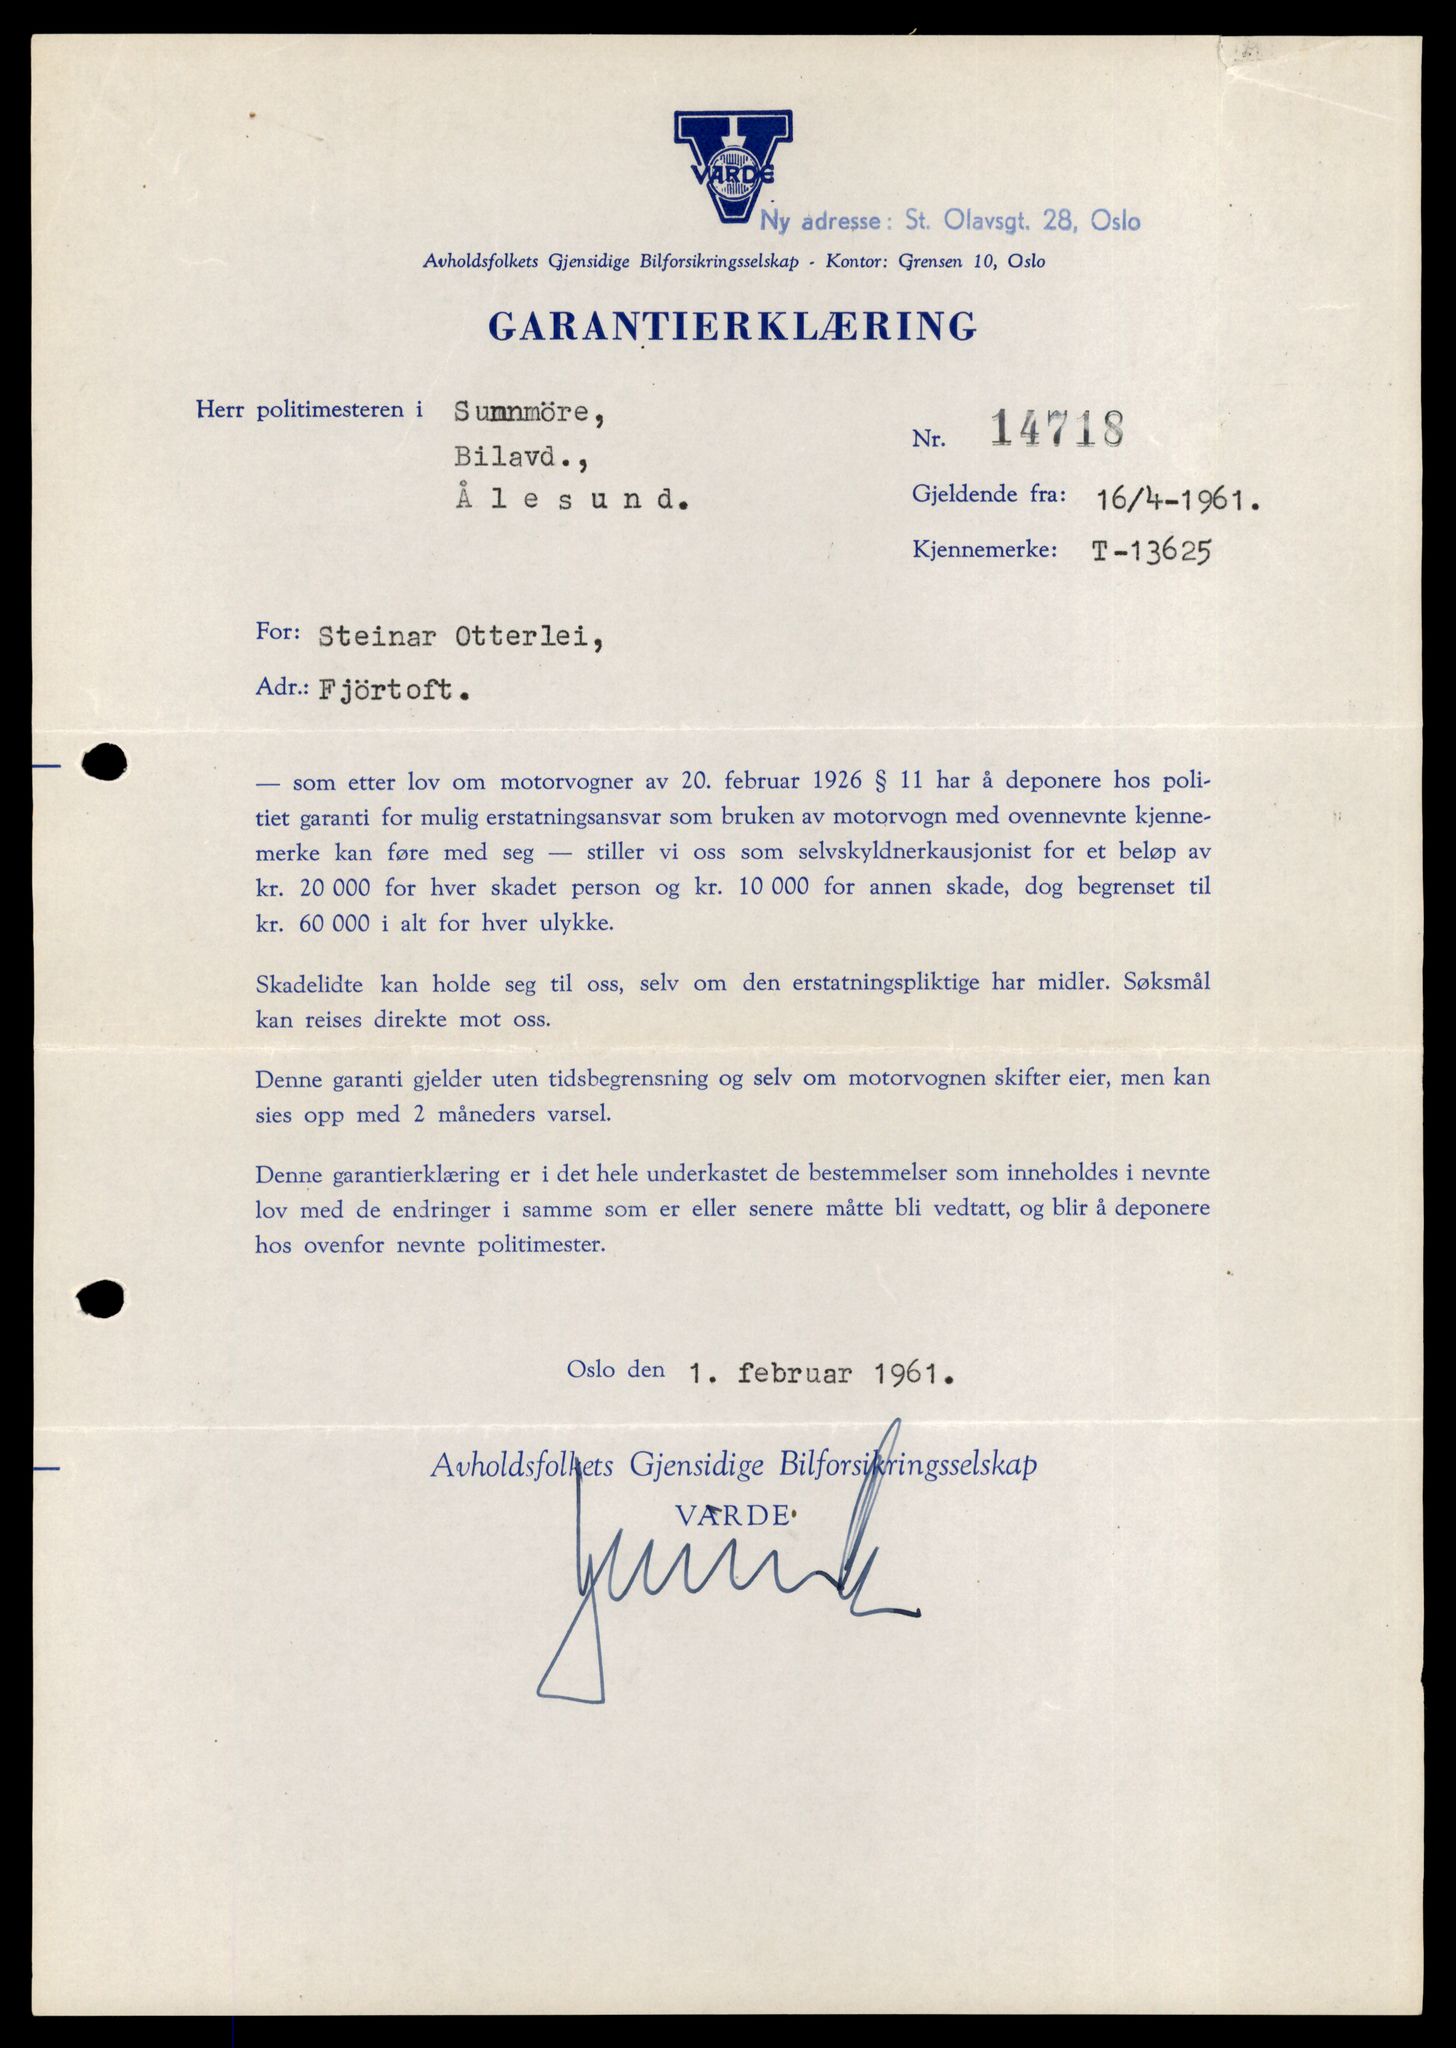 VARDE
Ny adresse: St. Olavsgt. 28, Oslo
Avholdsfolkets Gjensidige Bilforsikringsselskap - Kontor: Grensen 10, Oslo
GARANTIERKLÆRING
Herr politimesteren i Sunnmöre,
Bilavd.,
Ålesund.
Nr. 14718
Gjeldende fra: 16/4-1961.
Kjennemerke: T-13625
For: Steinar Otterlei,
Adr.: Fjörtoft.
— som etter lov om motorvogner av 20. februar 1926 § 11 har å deponere hos poli-
tiet garanti for mulig erstatningsansvar som bruken av motorvogn med ovennevnte kjenne-
merke kan føre med seg — stiller vi oss som selvskyldnerkausjonist for et beløp av
kr. 20 000 for hver skadet person og kr. 10 000 for annen skade, dog begrenset til
kr. 60 000 i alt for hver ulykke.
Skadelidte kan holde seg til oss, selv om den erstatningspliktige har midler. Søksmål
kan reises direkte mot oss.
Denne garanti gjelder uten tidsbegrensning og selv om motorvognen skifter eier, men kan
sies opp med 2 måneders varsel.
Denne garantierklæring er i det hele underkastet de bestemmelser som inneholdes i nevnte
lov med de endringer i samme som er eller senere måtte bli vedtatt, og blir å deponere
hos ovenfor nevnte politimester.
Oslo den 1. februar 1961.
Avholdsfolkets Gjensidige Bilforsikringsselskap
VARDE